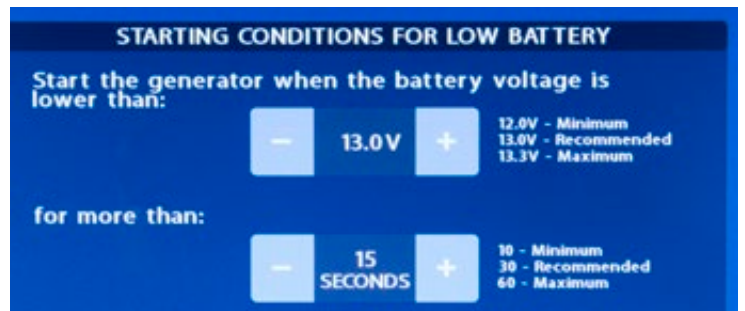 STARTING CONDITIONS FOR LOW BATTERY
Start the generator when the battery voltage is
lower than:
−
13.0V
+
12.0V - Minimum
13.0V - Recommended
13.3V - Maximum
for more than:
−
15
SECONDS
+
10 - Minimum
30 - Recommended
60 - Maximum